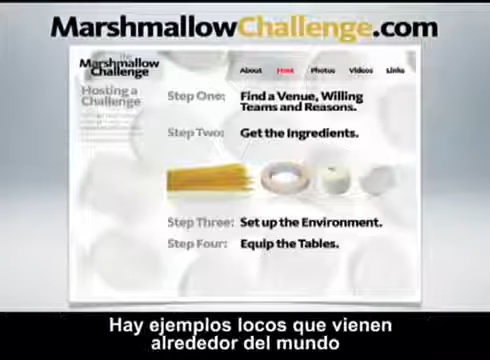 MarshmallowChallenge.com
The
Marshmallow
Challenge
About
Host
Photos
Videos
Links
Hosting a
Challenge
Step One: Find a Venue, Willing
Teams and Reasons.
Step Two: Get the Ingredients.
Step Three: Set up the Environment.
Step Four: Equip the Tables.
Hay ejemplos locos que vienen
alrededor del mundo